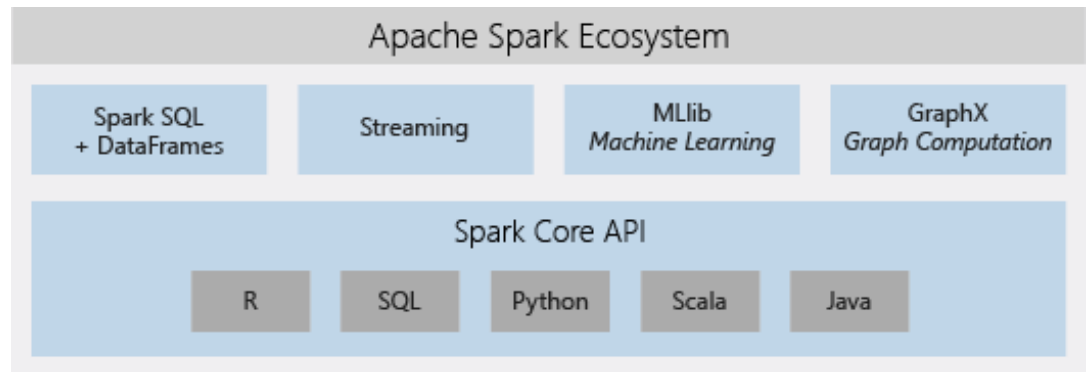 Apache Spark Ecosystem
Spark SQL
+ DataFrames
Streaming
MLlib
Machine Learning
GraphX
Graph Computation
Spark Core API
R
SQL
Python
Scala
Java